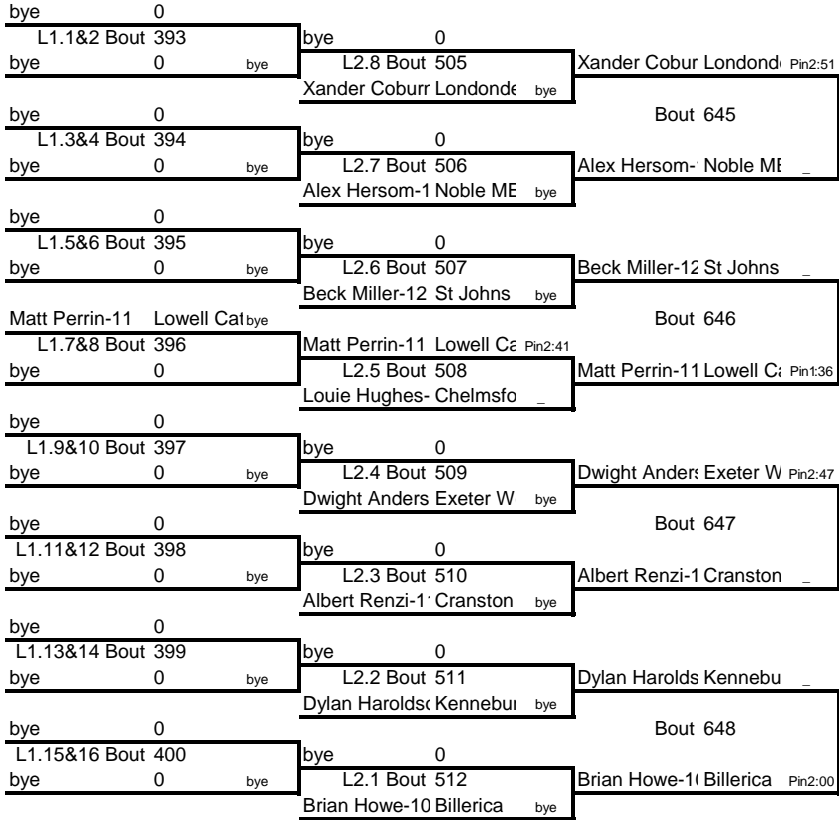 bye 0
L1.1&2 Bout 393 bye 0
bye 0 bye L2.8 Bout 505 Xander Cobur Londond Pin2:51
Xander Coburr Londonde bye
bye 0 Bout 645
L1.3&4 Bout 394 bye 0
bye 0 bye L2.7 Bout 506 Alex Hersom- Noble ME _
Alex Hersom-1 Noble ME bye
bye 0
L1.5&6 Bout 395 bye 0
bye 0 bye L2.6 Bout 507 Beck Miller-12 St Johns _
Beck Miller-12 St Johns bye
Matt Perrin-11 Lowell Cat bye Bout 646
L1.7&8 Bout 396 Matt Perrin-11 Lowell Ca Pin2:41
bye 0 L2.5 Bout 508 Matt Perrin-11 Lowell Ca Pin1:36
Louie Hughes- Chelmsfo _
bye 0
L1.9&10 Bout 397 bye 0
bye 0 bye L2.4 Bout 509 Dwight Anders Exeter W Pin2:47
Dwight Anders Exeter W bye
bye 0 Bout 647
L1.11&12 Bout 398 bye 0
bye 0 bye L2.3 Bout 510 Albert Renzi-1 Cranston _
Albert Renzi-1 Cranston bye
bye 0
L1.13&14 Bout 399 bye 0
bye 0 bye L2.2 Bout 511 Dylan Harolds Kennebu _
Dylan Haroldsc Kennebui bye
bye 0 Bout 648
L1.15&16 Bout 400 bye 0
bye 0 bye L2.1 Bout 512 Brian Howe-1( Billerica Pin2:00
Brian Howe-10 Billerica bye